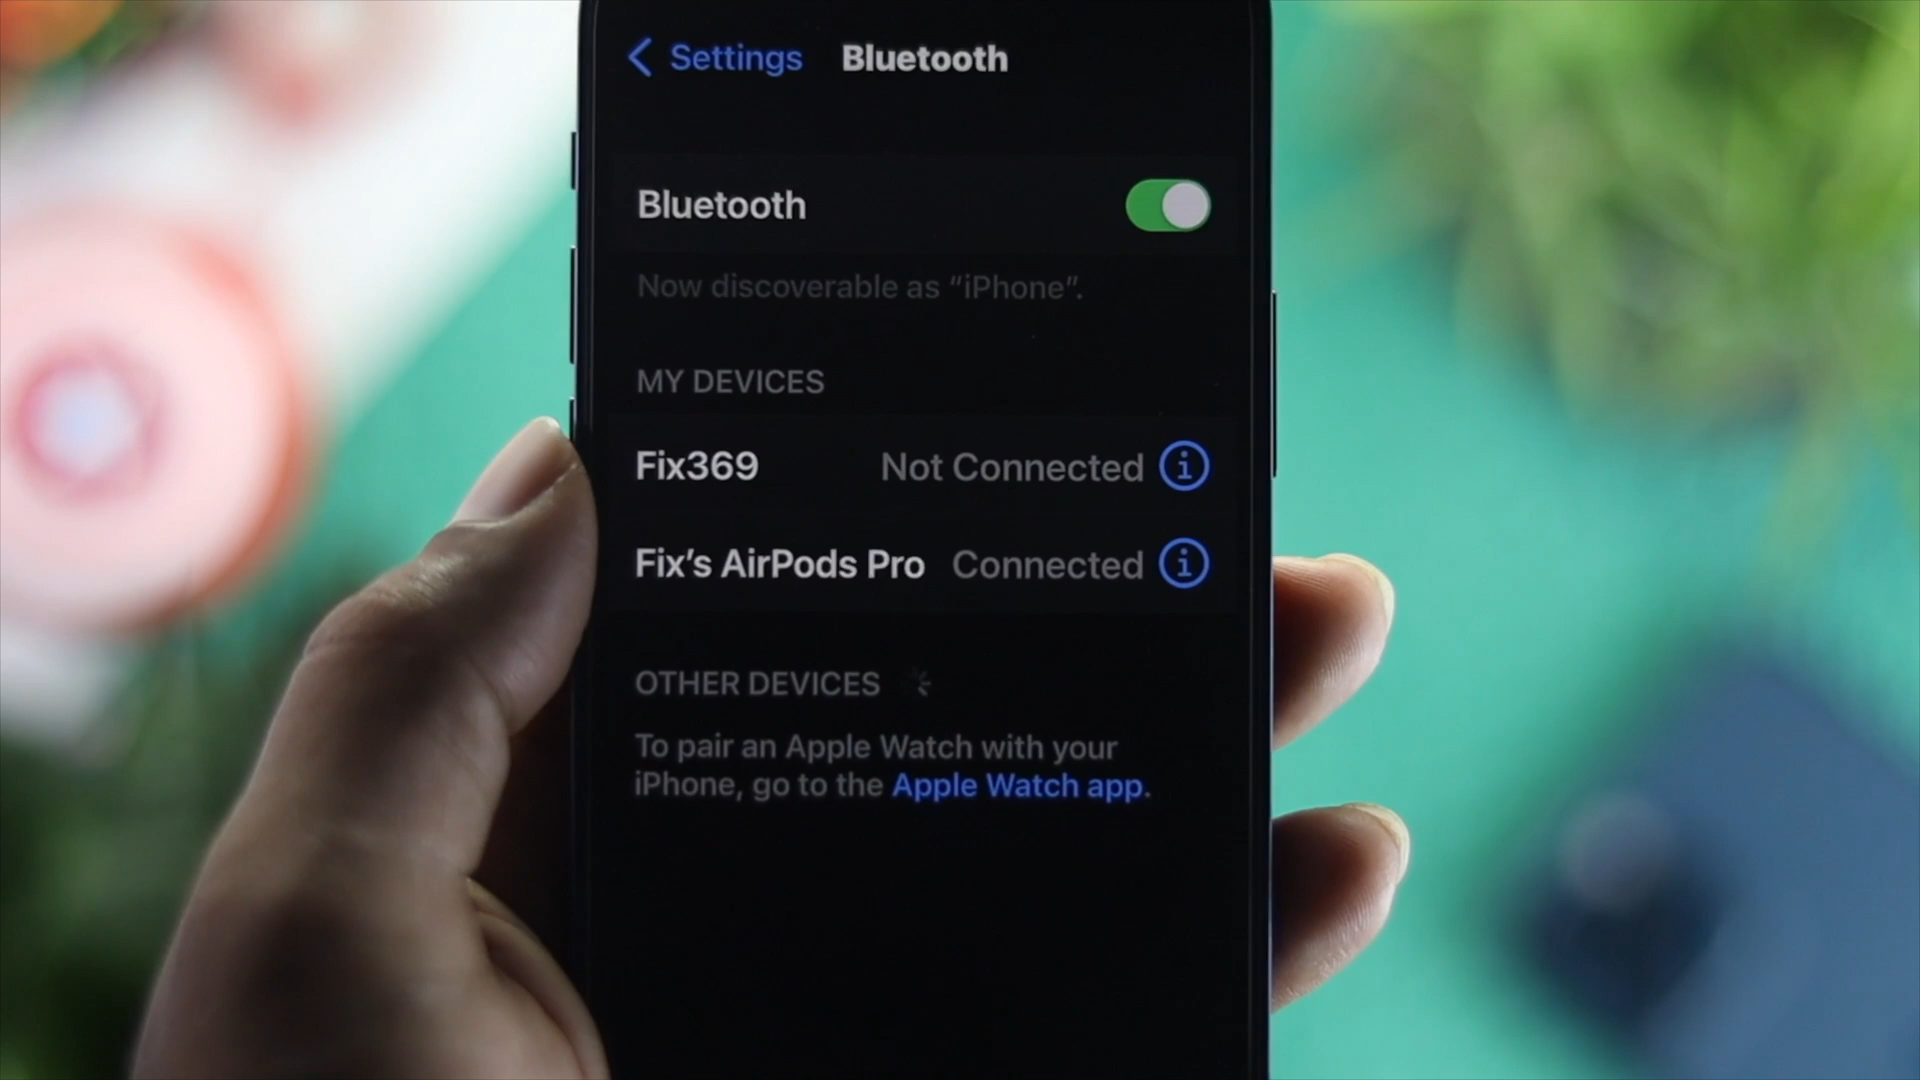 Settings Bluetooth
Bluetooth
Now discoverable as “iPhone”.
MY DEVICES
Fix369 Not Connected
Fix’s AirPods Pro Connected
OTHER DEVICES
To pair an Apple Watch with your
iPhone, go to the Apple Watch app.